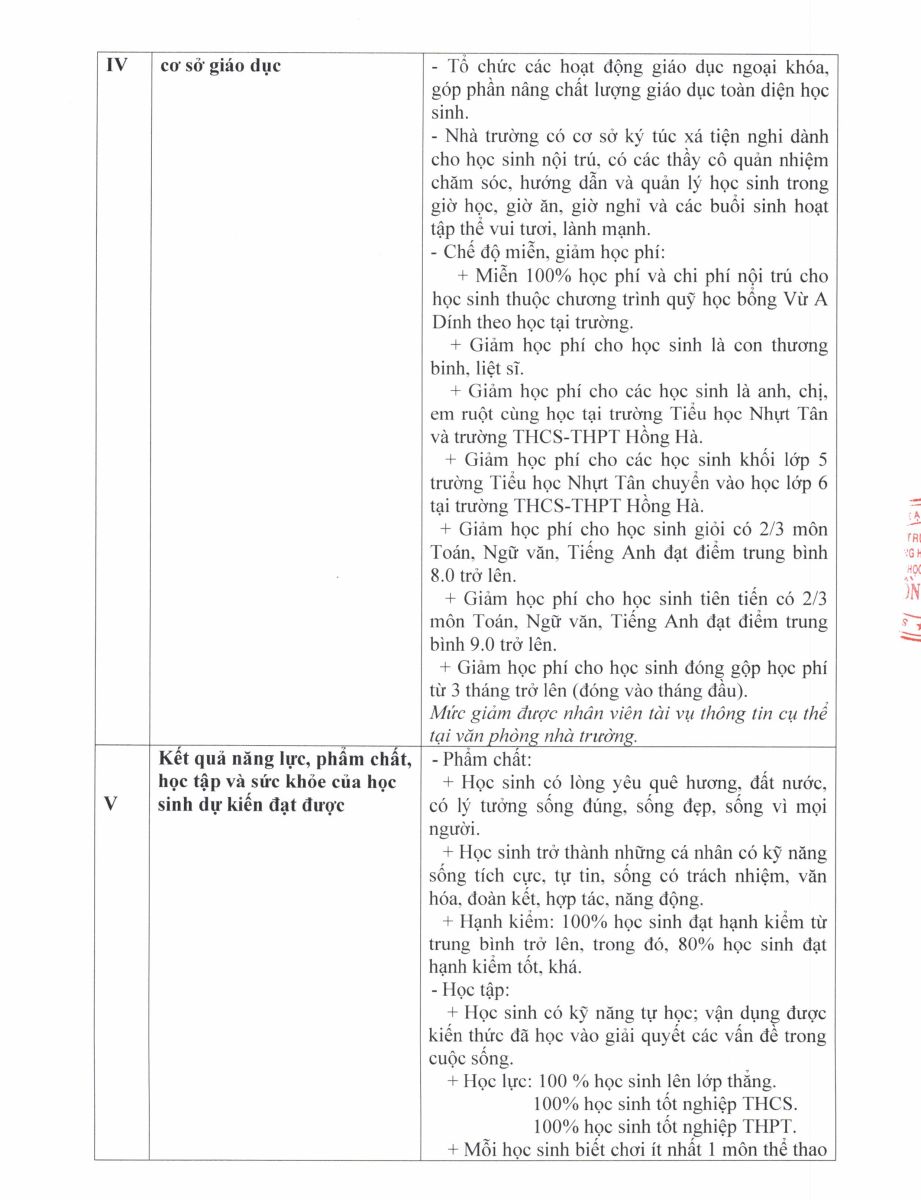 IV
cơ sở giáo dục
- Tổ chức các hoạt động giáo dục ngoại khóa,
góp phần nâng chất lượng giáo dục toàn diện học
sinh.
- Nhà trường có cơ sở ký túc xá tiện nghi dành
cho học sinh nội trú, có các thầy cô quản nhiệm
chăm sóc, hướng dẫn và quản lý học sinh trong
giờ học, giờ ăn, giờ nghỉ và các buổi sinh hoạt
tập thể vui tươi, lành mạnh.
- Chế độ miễn, giảm học phí:
+ Miễn 100% học phí và chi phí nội trú cho
học sinh thuộc chương trình quỹ học bổng Vừ A
Dính theo học tại trường.
+ Giảm học phí cho học sinh là con thương
binh, liệt sĩ.
+ Giảm học phí cho các học sinh là anh, chị,
em ruột cùng học tại trường Tiểu học Nhựt Tân
và trường THCS-THPT Hồng Hà.
+ Giảm học phí cho các học sinh khối lớp 5
trường Tiểu học Nhựt Tân chuyển vào học lớp 6
tại trường THCS-THPT Hồng Hà.
+ Giảm học phí cho học sinh giỏi có 2/3 môn
Toán, Ngữ văn, Tiếng Anh đạt điểm trung bình
8.0 trở lên.
+ Giảm học phí cho học sinh tiên tiến có 2/3
môn Toán, Ngữ văn, Tiếng Anh đạt điểm trung
bình 9.0 trở lên.
+ Giảm học phí cho học sinh đóng gộp học phí
từ 3 tháng trở lên (đóng vào tháng đầu).
Mức giảm được nhân viên tài vụ thông tin cụ thể
tại văn phòng nhà trường.
V
Kết quả năng lực, phẩm chất,
học tập và sức khỏe của học
sinh dự kiến đạt được
- Phẩm chất:
+ Học sinh có lòng yêu quê hương, đất nước,
có lý tưởng sống đúng, sống đẹp, sống vì mọi
người.
+ Học sinh trở thành những cá nhân có kỹ năng
sống tích cực, tự tin, sống có trách nhiệm, văn
hóa, đoàn kết, hợp tác, năng động.
+ Hạnh kiểm: 100% học sinh đạt hạnh kiểm từ
trung bình trở lên, trong đó, 80% học sinh đạt
hạnh kiểm tốt, khá.
- Học tập:
+ Học sinh có kỹ năng tự học; vận dụng được
kiến thức đã học vào giải quyết các vấn đề trong
cuộc sống.
+ Học lực: 100 % học sinh lên lớp thẳng.
100% học sinh tốt nghiệp THCS.
100% học sinh tốt nghiệp THPT.
+ Mỗi học sinh biết chơi ít nhất 1 môn thể thao